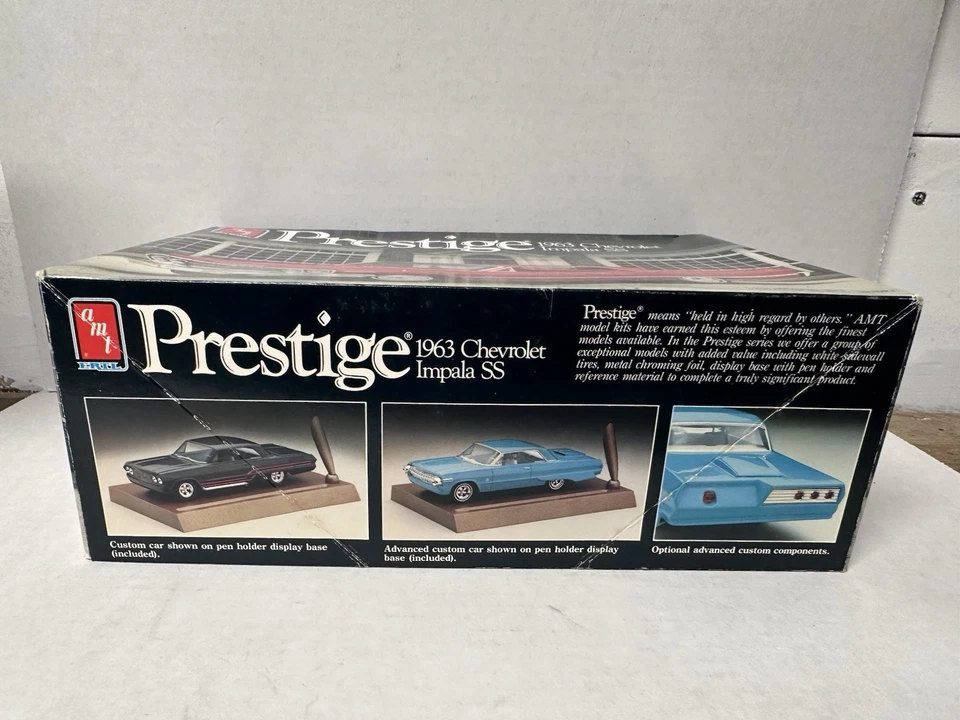 Prestige 1963 Chevrolet
Impala SS
amt
ERTL
Prestige®
1963 Chevrolet
Impala SS
Prestige® means "held in high regard by others." AMT
model kits have earned this esteem by offering the finest
models available. In the Prestige series we offer a group of
exceptional models with added value including white sidewall
tires, metal chroming foil, display base with pen holder and
reference material to complete a truly significant product.
Custom car shown on pen holder display base
(included).
Advanced custom car shown on pen holder display
base (included).
Optional advanced custom components.